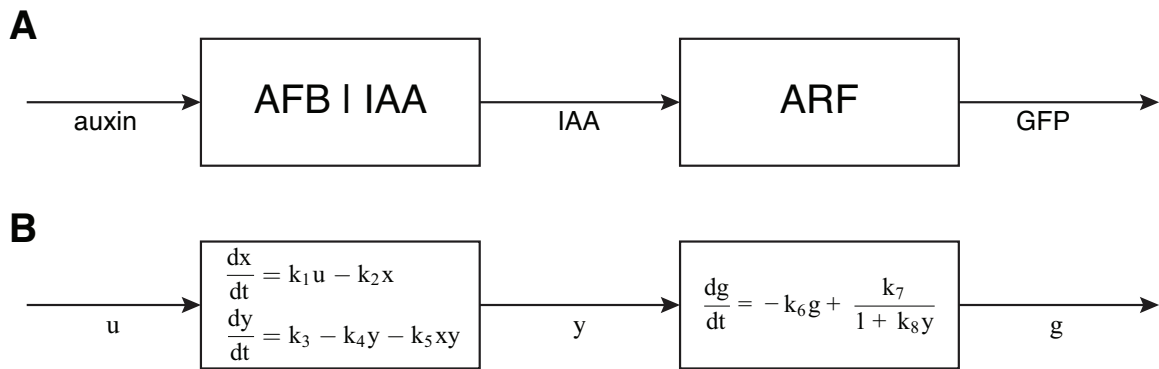 A
AFB | IAA
ARF
auxin
IAA
GFP
B
dx/dt = k₁u − k₂x
dy/dt = k₃ − k₄y − k₅xy
dg/dt = −k₆g + k₇/(1 + k₈y)
u
y
g